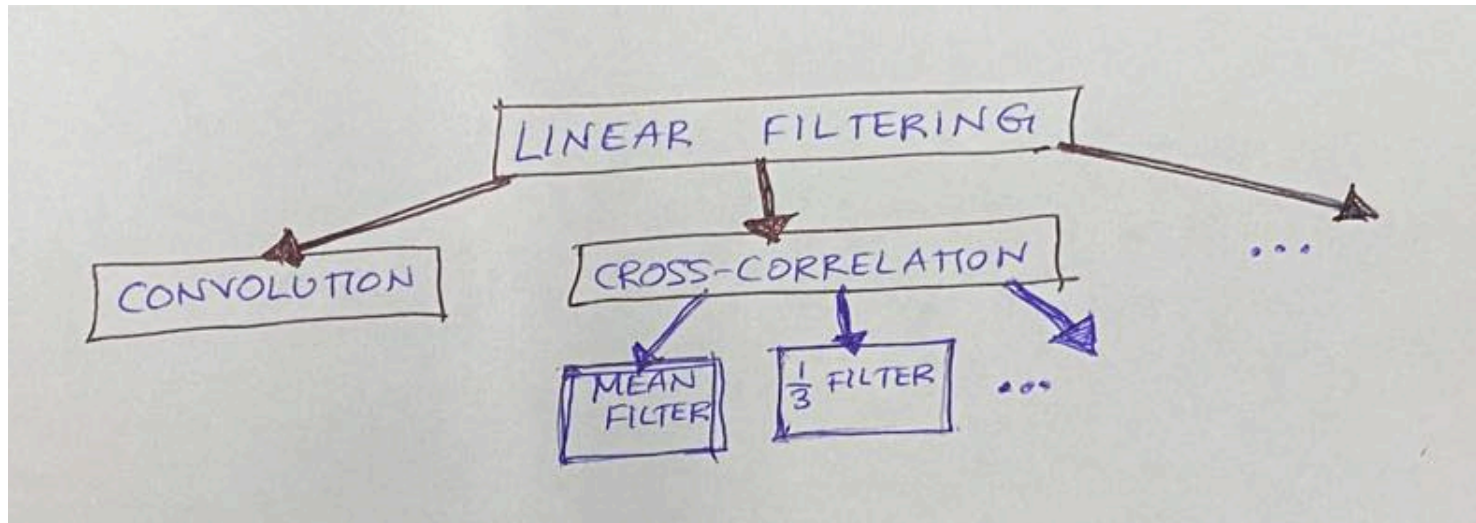 LINEAR FILTERING
CONVOLUTION
CROSS-CORRELATION
...
MEAN
FILTER
1/3 FILTER
...